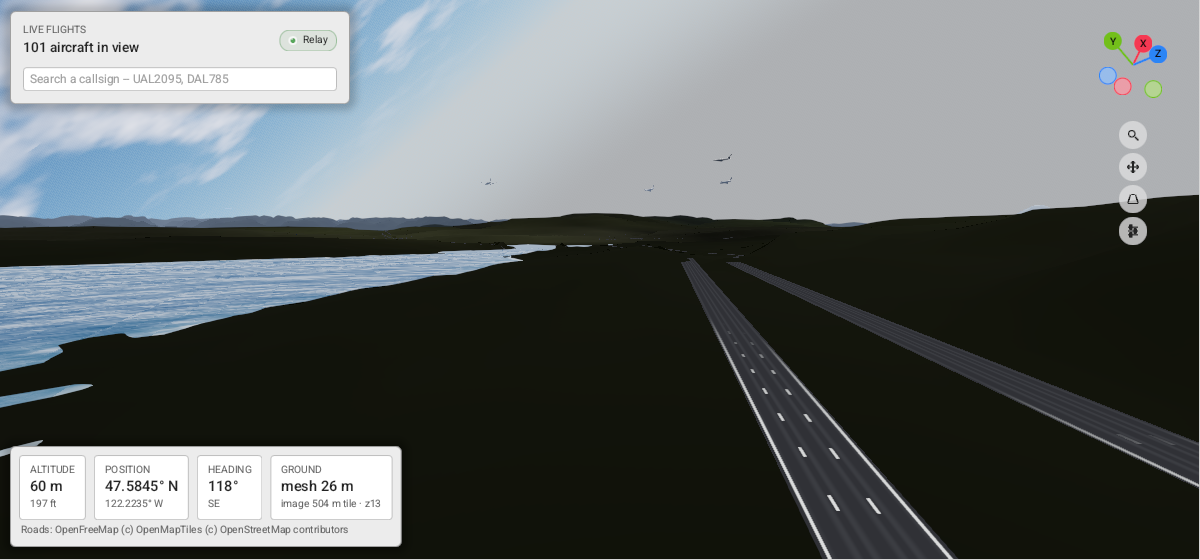 LIVE FLIGHTS
101 aircraft in view
Relay
Search a callsign – UAL2095, DAL785
Y
X
Z
ALTITUDE
60 m
197 ft
POSITION
47.5845° N
122.2235° W
HEADING
118°
SE
GROUND
mesh 26 m
image 504 m tile · z13
Roads: OpenFreeMap (c) OpenMapTiles (c) OpenStreetMap contributors